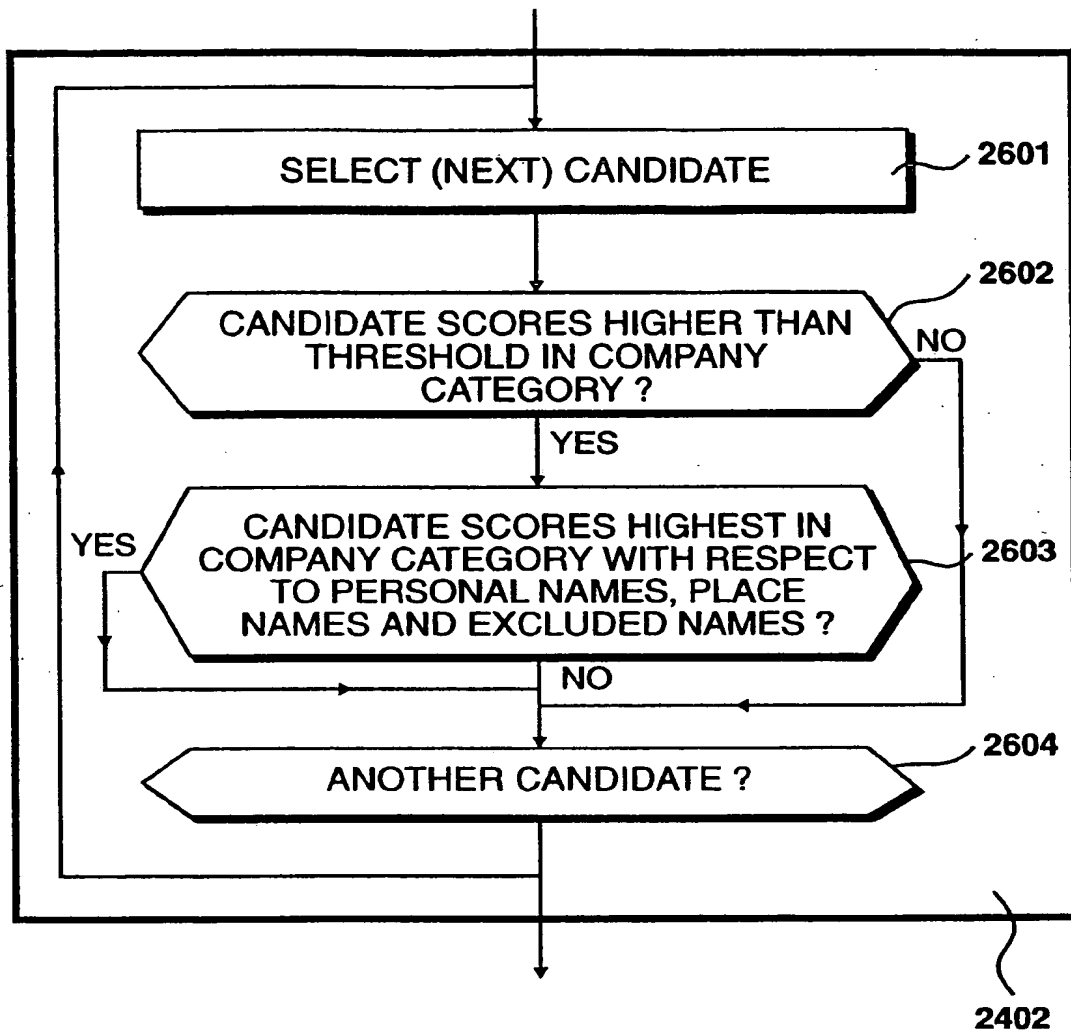 SELECT (NEXT) CANDIDATE
2601
2602
CANDIDATE SCORES HIGHER THAN
THRESHOLD IN COMPANY
CATEGORY ?
NO
YES
CANDIDATE SCORES HIGHEST IN
COMPANY CATEGORY WITH RESPECT
TO PERSONAL NAMES, PLACE
NAMES AND EXCLUDED NAMES ?
YES
2603
NO
2604
ANOTHER CANDIDATE ?
2402